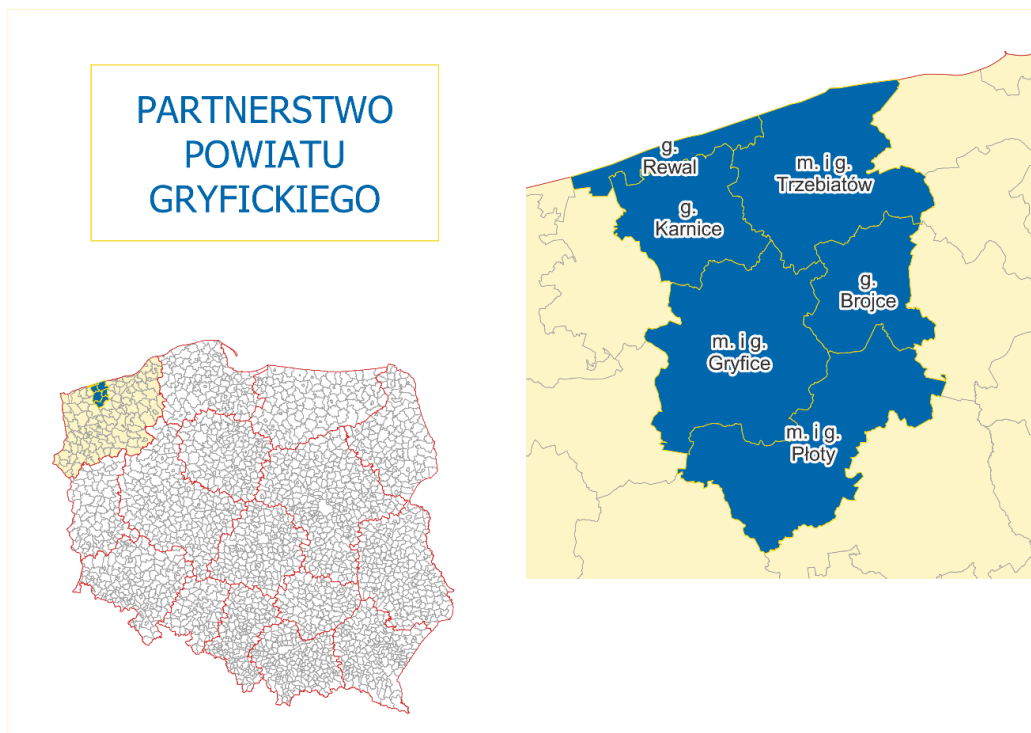 PARTNERSTWO
POWIATU
GRYFICKIEGO
g.
Rewal
m. i g.
Trzebiatów
g.
Karnice
g.
Brojce
m. i g.
Gryfice
m. i g.
Płoty